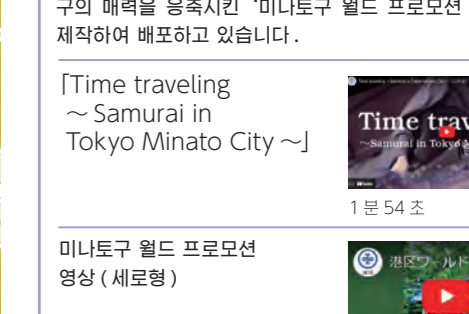 구의 매력을 응축시킨 '미나토구 월드 프로모션
제작하여 배포하고 있습니다.
「Time traveling
～Samurai in
Tokyo Minato City～」
Time trav
～Samurai in Tokyo M
1분 54초
미나토구 월드 프로모션
영상 (세로형)
港区ワールド